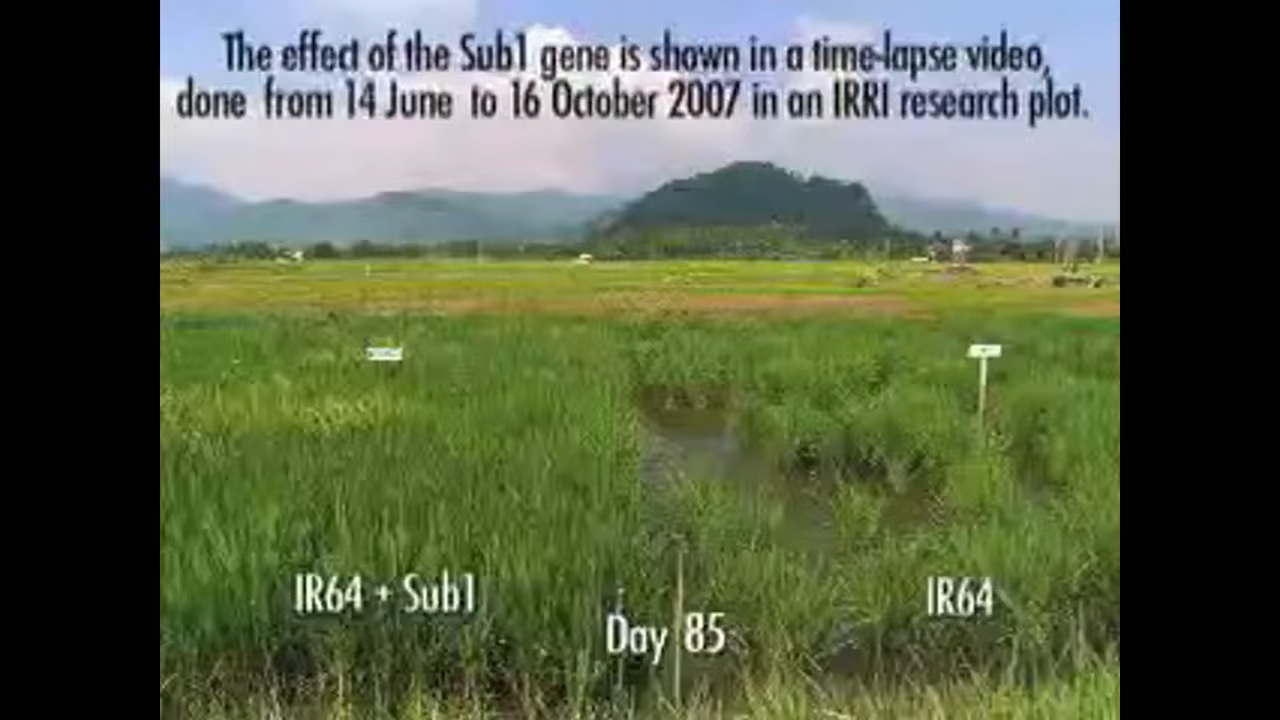 The effect of the Sub1 gene is shown in a time-lapse video,
done from 14 June to 16 October 2007 in an IRRI research plot.
IR64 + Sub1
IR64
Day 85